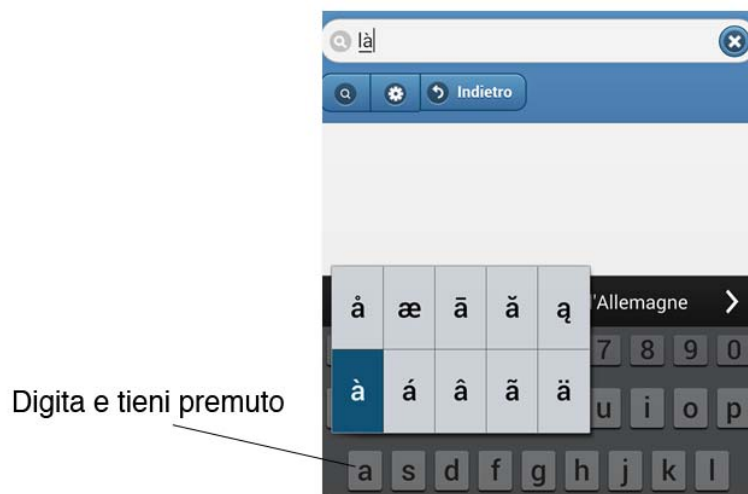 là
Indietro
å æ ā ă ą
l'Allemagne
7 8 9 0
à á â ã ä
u i o p
Digita e tieni premuto
a s d f g h j k l